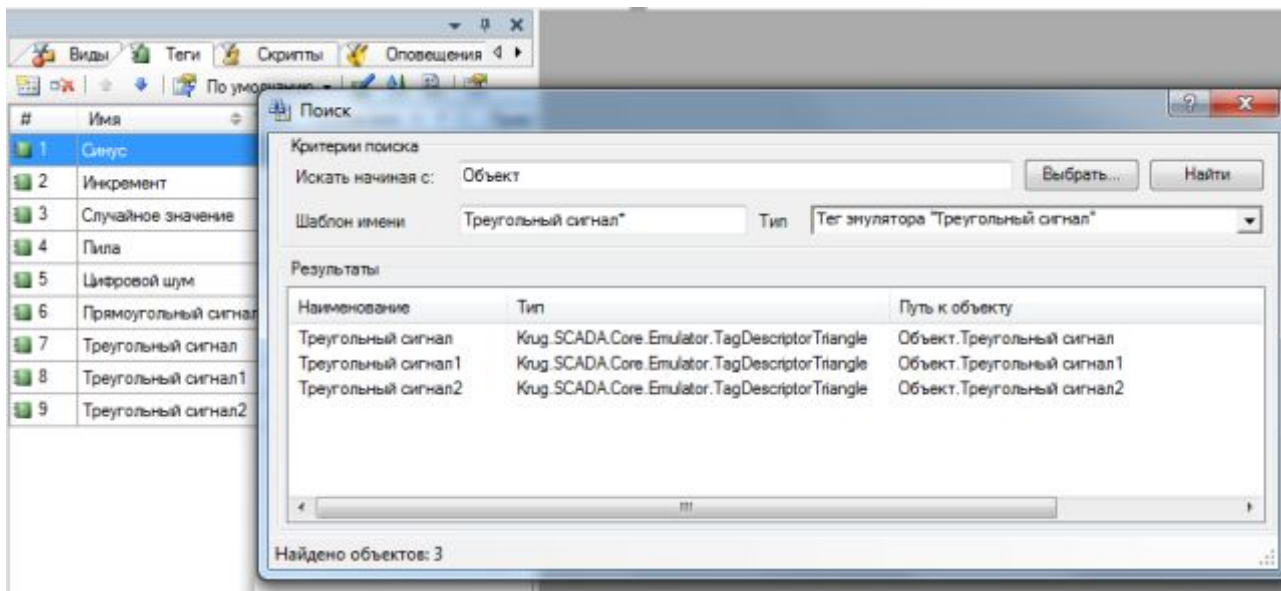 Виды Теги Скрипты Оповещения
По умолчанию
# Имя
1 Синус
2 Инкремент
3 Случайное значение
4 Пила
5 Цифровой шум
6 Прямоугольный сигнал
7 Треугольный сигнал
8 Треугольный сигнал1
9 Треугольный сигнал2
Поиск
Критерии поиска
Искать начиная с: Объект Выбрать... Найти
Шаблон имени Треугольный сигнал* Тип Тег эмулятора "Треугольный сигнал"
Результаты
Наименование Тип Путь к объекту
Треугольный сигнал Krug.SCADA.Core.Emulator.TagDescriptorTriangle Объект.Треугольный сигнал
Треугольный сигнал1 Krug.SCADA.Core.Emulator.TagDescriptorTriangle Объект.Треугольный сигнал1
Треугольный сигнал2 Krug.SCADA.Core.Emulator.TagDescriptorTriangle Объект.Треугольный сигнал2
Найдено объектов: 3